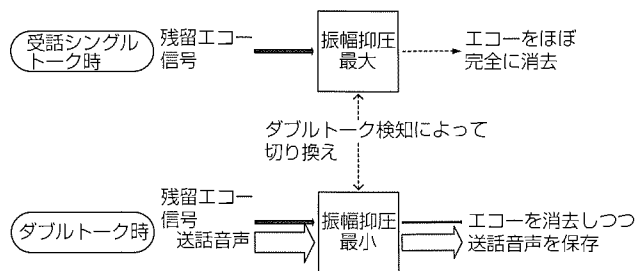 受話シングル
トーク時
残留エコー
信号
振幅抑圧
最大
エコーをほぼ
完全に消去
ダブルトーク検知によって
切り換え
ダブルトーク時
残留エコー
信号
送話音声
振幅抑圧
最小
エコーを消去しつつ
送話音声を保存